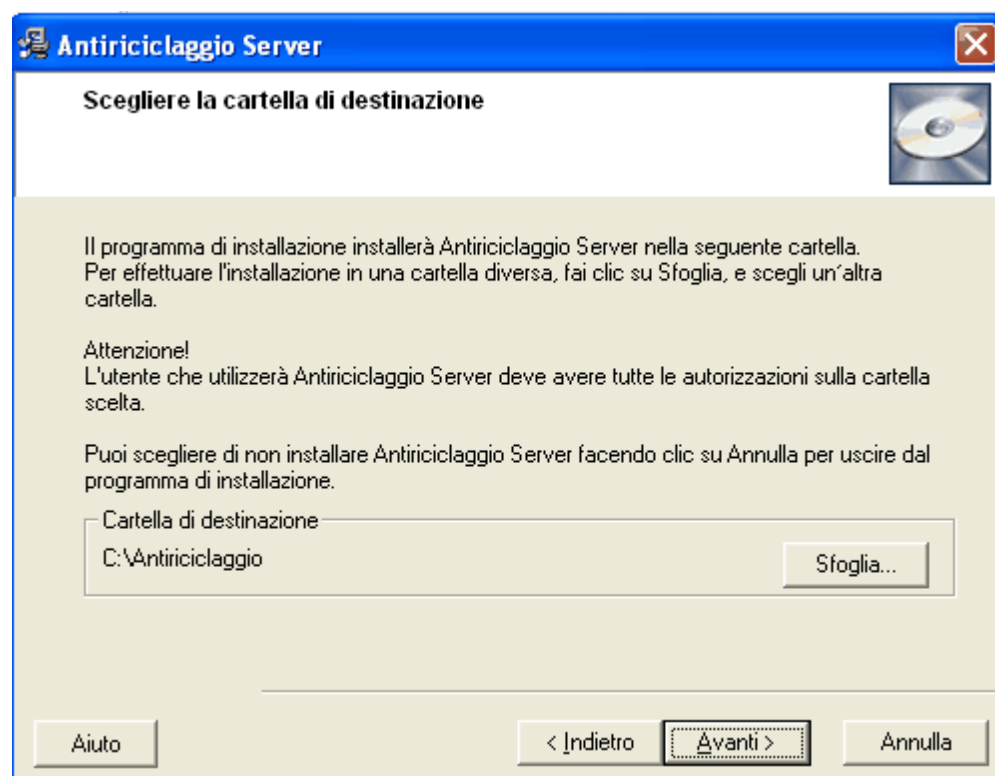 Antiriciclaggio Server
Scegliere la cartella di destinazione
Il programma di installazione installerà Antiriciclaggio Server nella seguente cartella.
Per effettuare l'installazione in una cartella diversa, fai clic su Sfoglia, e scegli un´altra
cartella.
Attenzione!
L'utente che utilizzerà Antiriciclaggio Server deve avere tutte le autorizzazioni sulla cartella
scelta.
Puoi scegliere di non installare Antiriciclaggio Server facendo clic su Annulla per uscire dal
programma di installazione.
Cartella di destinazione
C:\Antiriciclaggio
Sfoglia...
Aiuto
< Indietro
Avanti >
Annulla